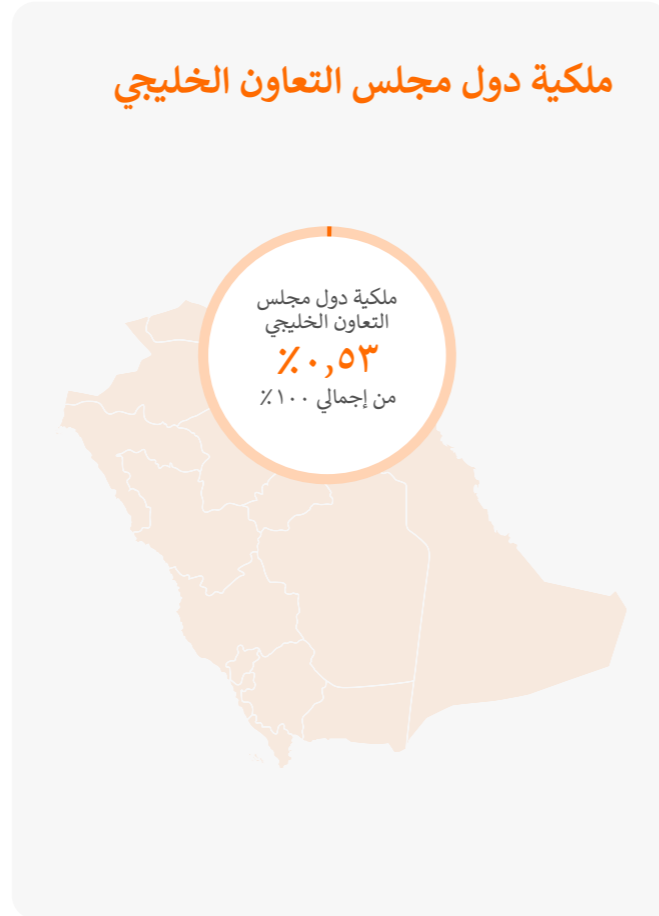 ملكية دول مجلس التعاون الخليجي
ملكية دول مجلس
التعاون الخليجي
٠,٥٣٪
من إجمالي ١٠٠٪